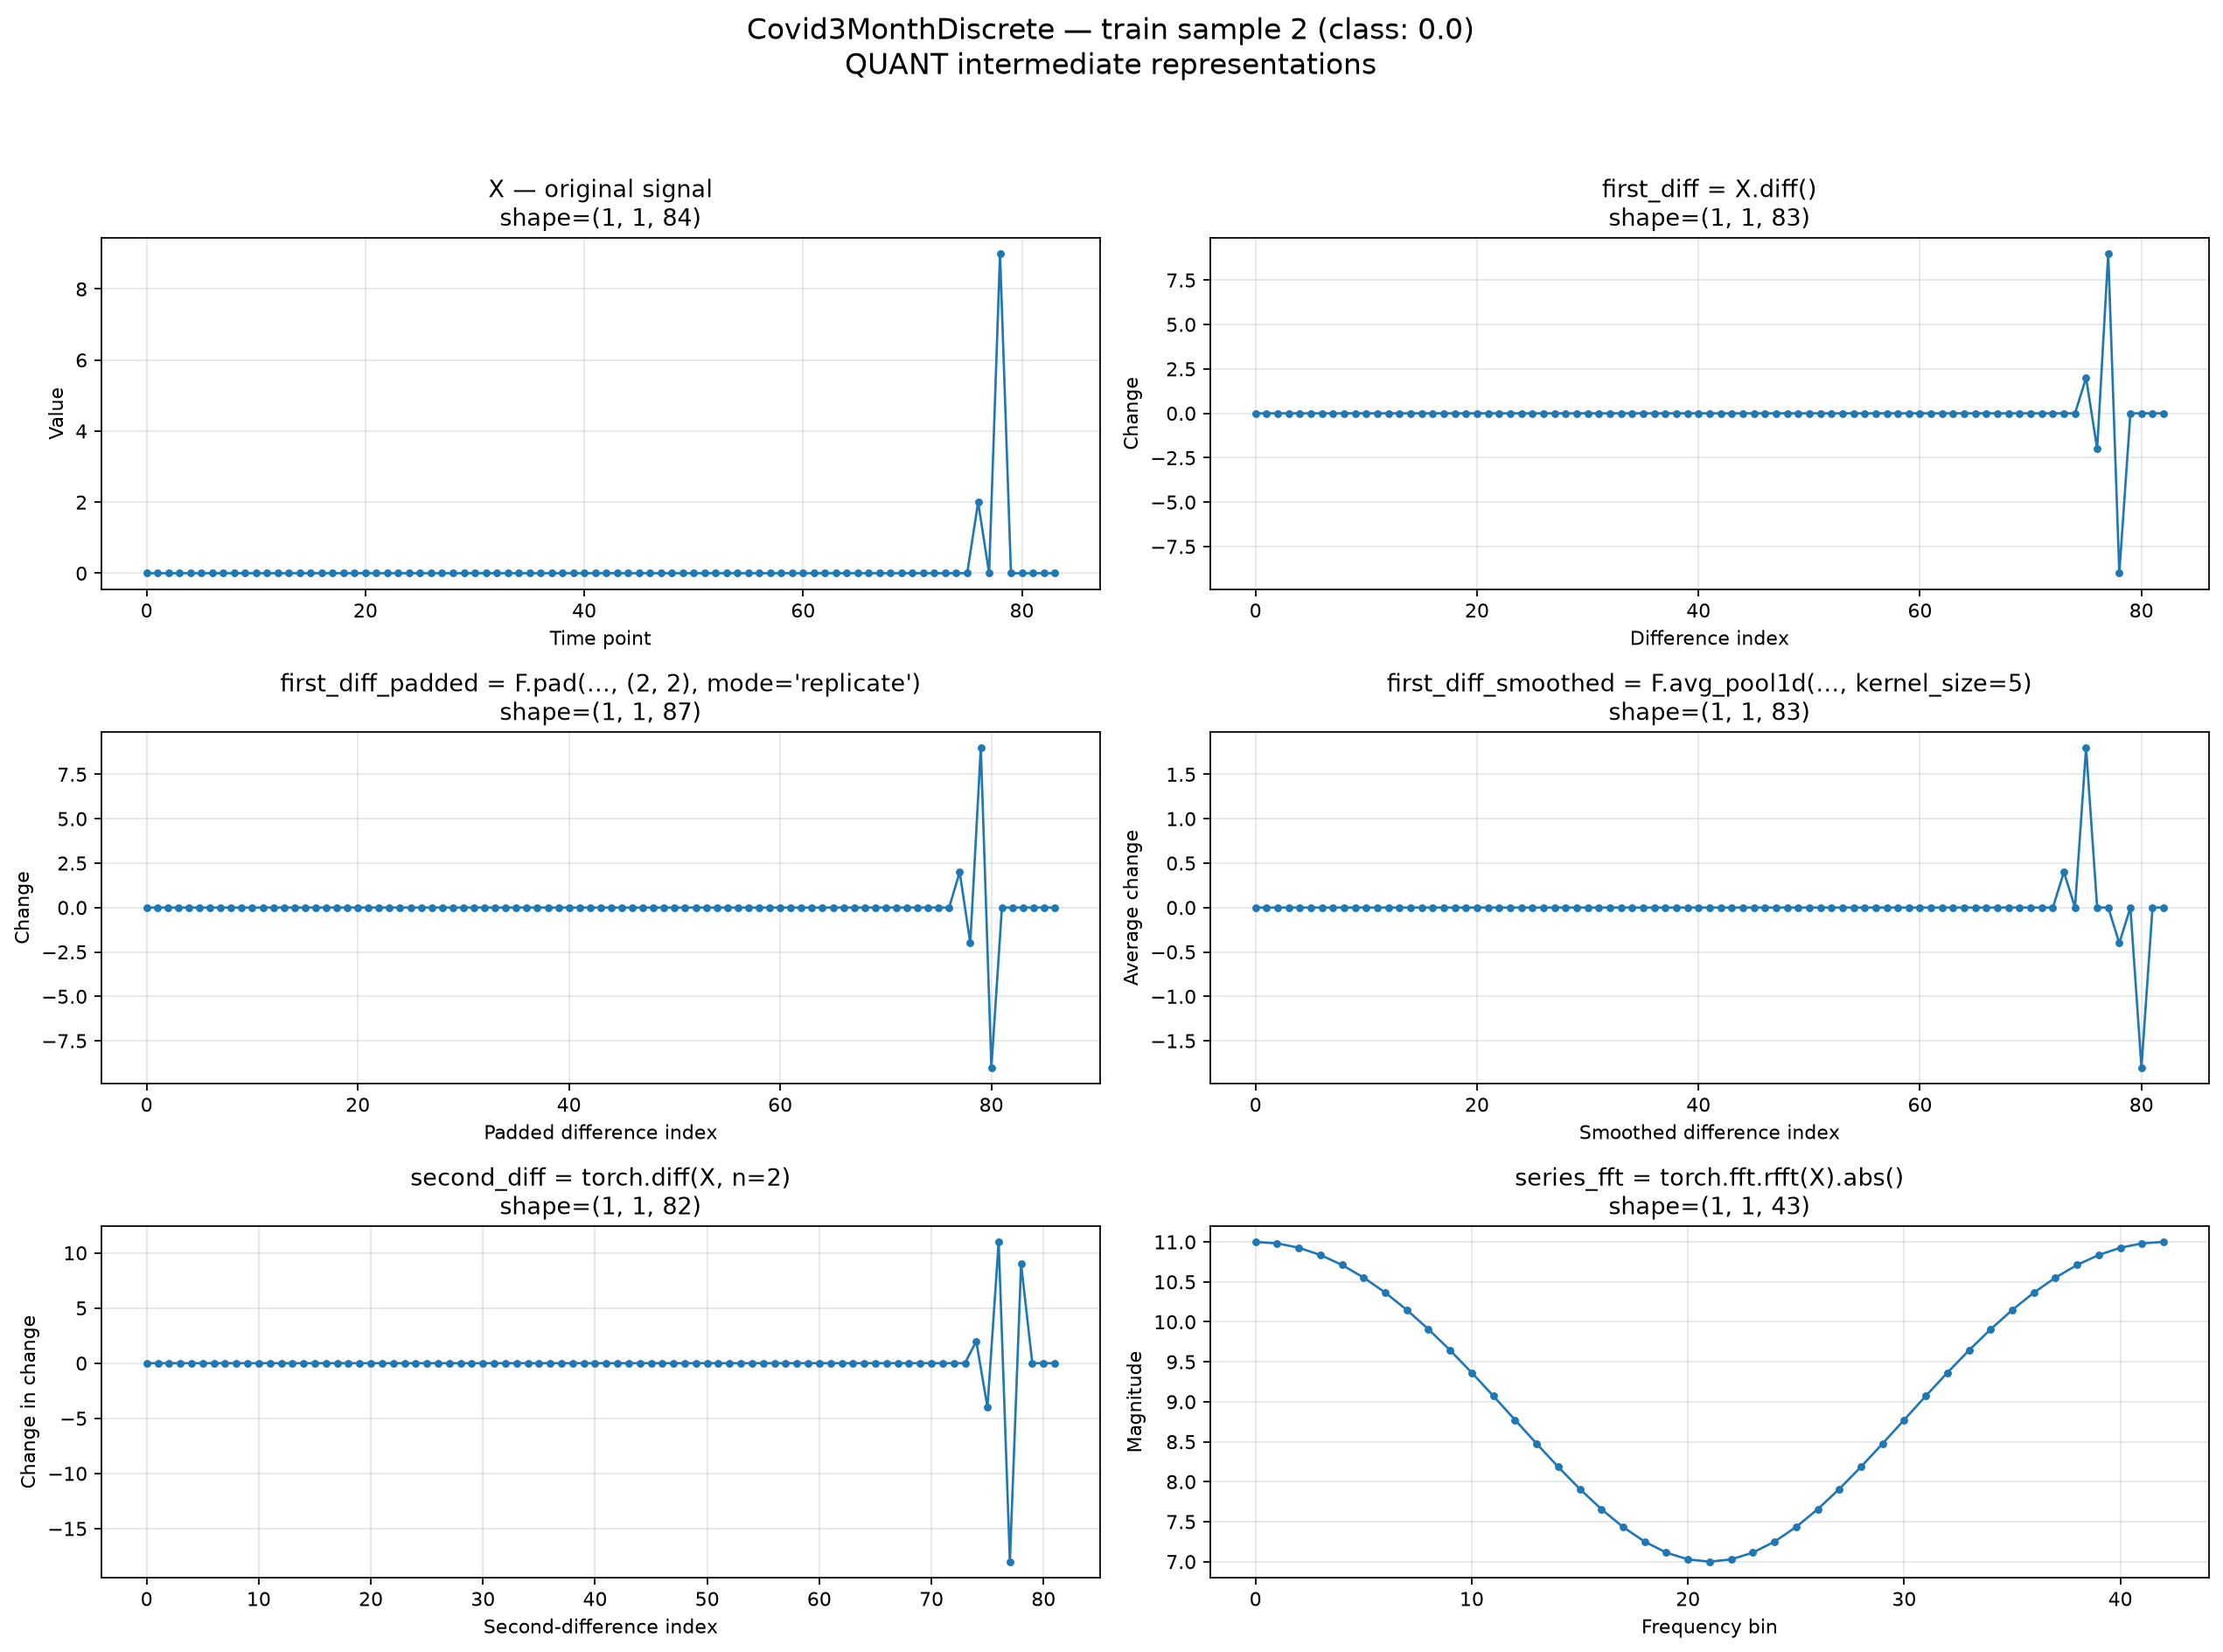 Covid3MonthDiscrete — train sample 2 (class: 0.0)
QUANT intermediate representations
X — original signal
shape=(1, 1, 84)
8
6
4
2
0
Value
0 20 40 60 80
Time point
first_diff = X.diff()
shape=(1, 1, 83)
7.5
5.0
2.5
0.0
−2.5
−5.0
−7.5
Change
0 20 40 60 80
Difference index
first_diff_padded = F.pad(..., (2, 2), mode='replicate')
shape=(1, 1, 87)
7.5
5.0
2.5
0.0
−2.5
−5.0
−7.5
Change
0 20 40 60 80
Padded difference index
first_diff_smoothed = F.avg_pool1d(..., kernel_size=5)
shape=(1, 1, 83)
1.5
1.0
0.5
0.0
−0.5
−1.0
−1.5
Average change
0 20 40 60 80
Smoothed difference index
second_diff = torch.diff(X, n=2)
shape=(1, 1, 82)
10
5
0
−5
−10
−15
Change in change
0 10 20 30 40 50 60 70 80
Second-difference index
series_fft = torch.fft.rfft(X).abs()
shape=(1, 1, 43)
11.0
10.5
10.0
9.5
9.0
8.5
8.0
7.5
7.0
Magnitude
0 10 20 30 40
Frequency bin